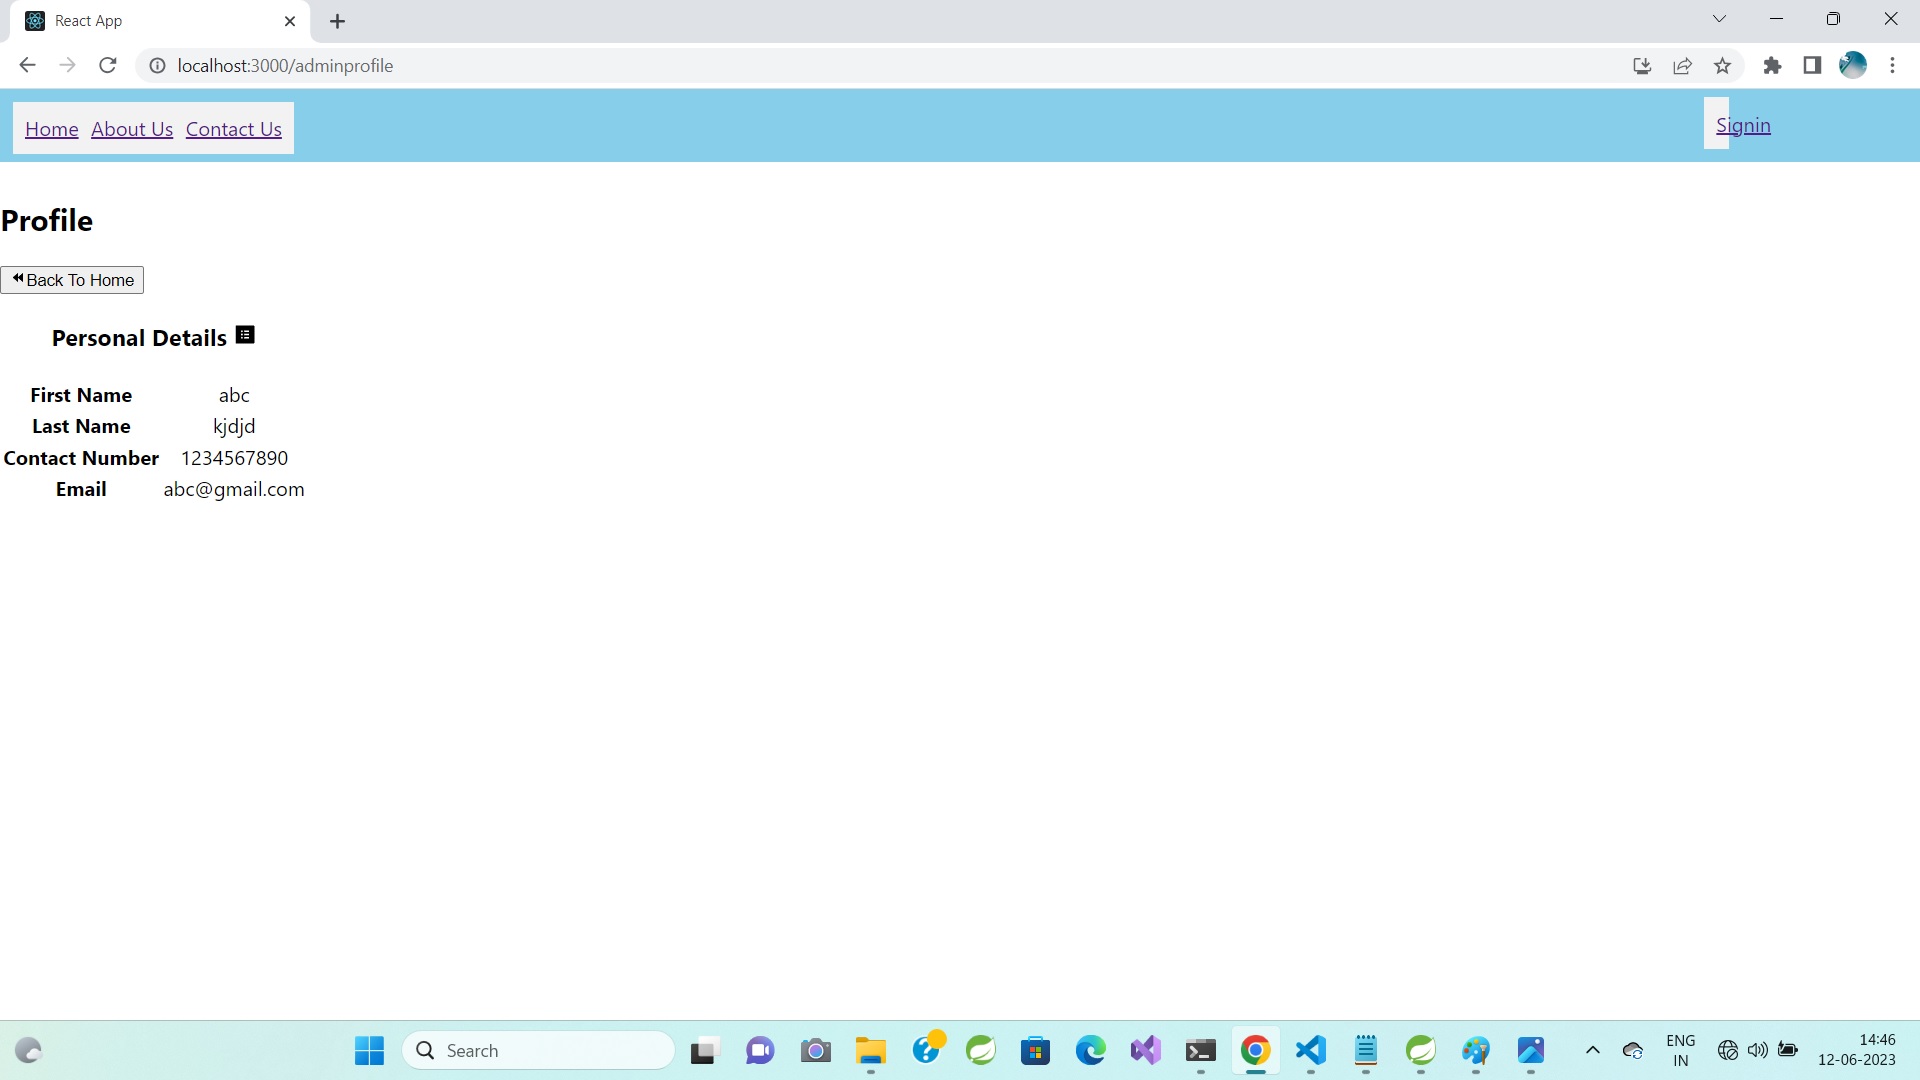 React App
localhost:3000/adminprofile
Home About Us Contact Us Signin
Profile
Back To Home
Personal Details
First Name abc
Last Name kjdjd
Contact Number 1234567890
Email abc@gmail.com
Search
ENG
IN
14:46
12-06-2023